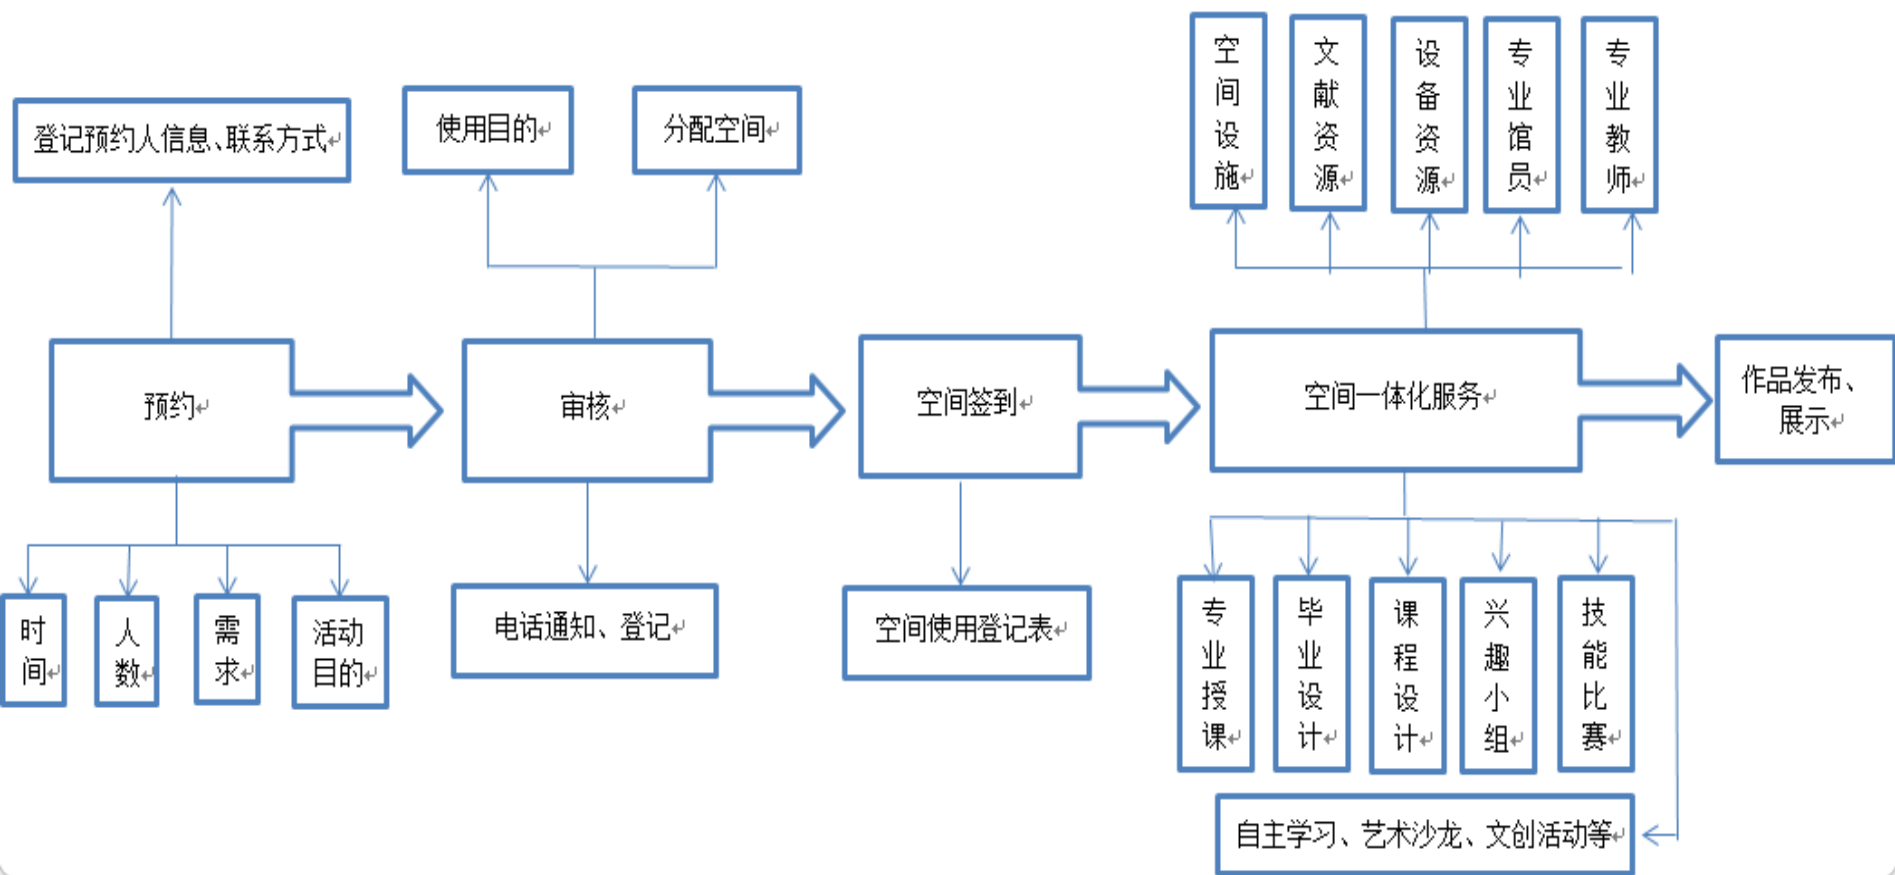 空间设施
文献资源
设备资源
专业馆员
专业教师
登记预约人信息、联系方式
使用目的
分配空间
预约
审核
空间签到
空间一体化服务
作品发布、
展示
时间
人数
需求
活动
目的
电话通知、登记
空间使用登记表
专业授课
毕业设计
课程设计
兴趣小组
技能比赛
自主学习、艺术沙龙、文创活动等